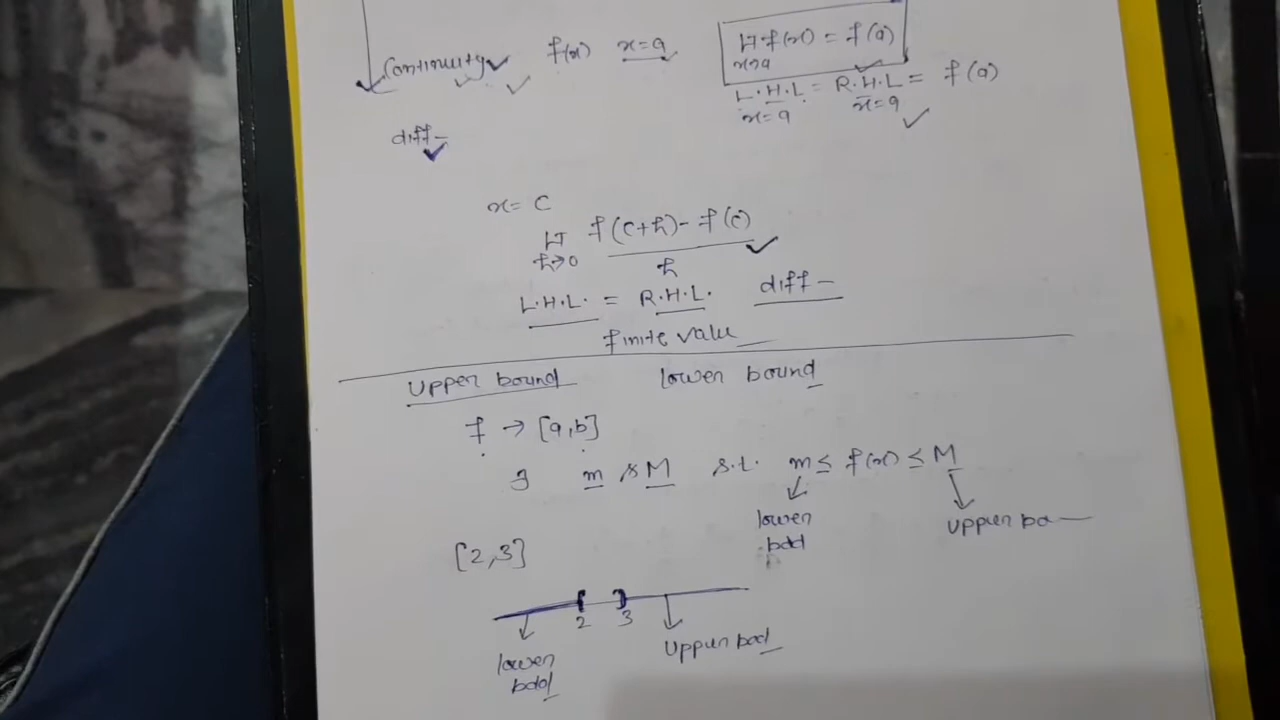 Continuity f(x) x=a
Lt f(x) = f(a)
x→a
L.H.L = R.H.L = f(a)
x=a x=a
diff-
x= C
Lt f(c+h)- f(c)
h→0 h
L.H.L. = R.H.L. diff-
finite value
Upper bound lower bound
f → [a,b]
∃ m & M s.t. m ≤ f(x) ≤ M
lower
bdd
Upper bo
[2,3]
2 3
lower
bdd
Upper bdd